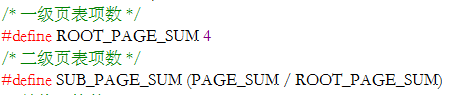 /* 一级页表项数 */
#define ROOT_PAGE_SUM 4
/* 二级页表项数 */
#define SUB_PAGE_SUM (PAGE_SUM / ROOT_PAGE_SUM)